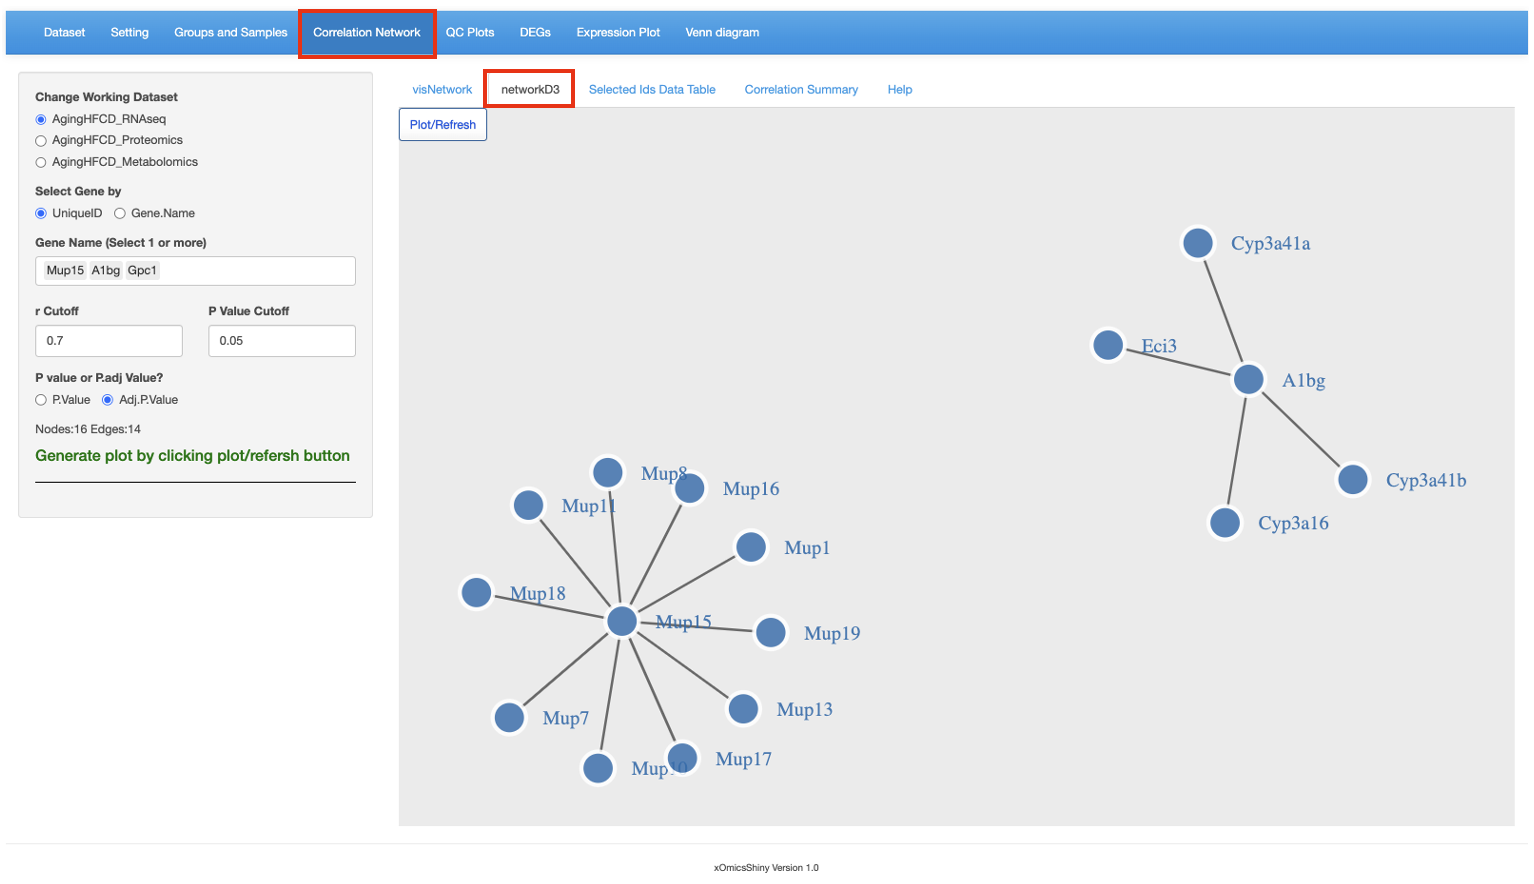 Dataset Setting Groups and Samples Correlation Network QC Plots DEGs Expression Plot Venn diagram
Change Working Dataset
AgingHFCD_RNAseq
AgingHFCD_Proteomics
AgingHFCD_Metabolomics
Select Gene by
UniqueID Gene.Name
Gene Name (Select 1 or more)
Mup15 A1bg Gpc1
r Cutoff P Value Cutoff
0.7 0.05
P value or P.adj Value?
P.Value Adj.P.Value
Nodes:16 Edges:14
Generate plot by clicking plot/refersh button
visNetwork networkD3 Selected Ids Data Table Correlation Summary Help
Plot/Refresh
Cyp3a41a
Eci3
A1bg
Cyp3a41b
Cyp3a16
Mup8
Mup16
Mup11
Mup1
Mup18
Mup15
Mup19
Mup13
Mup7
Mup17
Mup10
xOmicsShiny Version 1.0